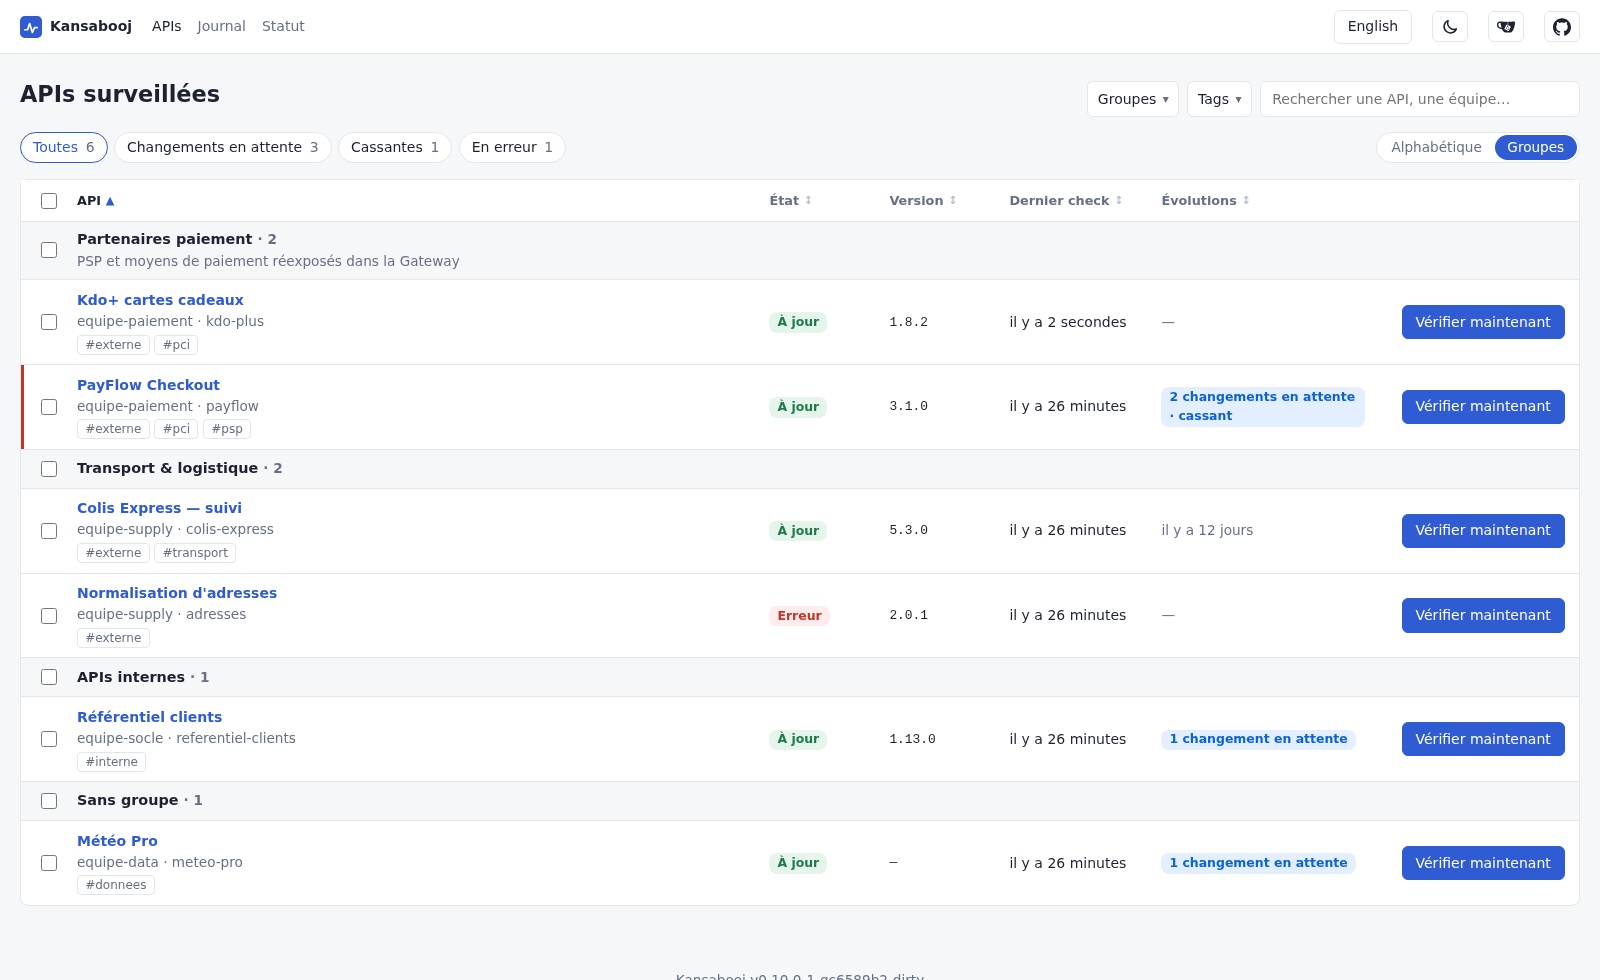 Kansabooj APIs Journal Statut English
APIs surveillées
Groupes ▾ Tags ▾ Rechercher une API, une équipe…
Toutes 6 Changements en attente 3 Cassantes 1 En erreur 1 Alphabétique Groupes
API ▲ État ↕ Version ↕ Dernier check ↕ Évolutions ↕
Partenaires paiement · 2
PSP et moyens de paiement réexposés dans la Gateway
Kdo+ cartes cadeaux
equipe-paiement · kdo-plus À jour 1.8.2 il y a 2 secondes — Vérifier maintenant
#externe #pci
PayFlow Checkout
equipe-paiement · payflow À jour 3.1.0 il y a 26 minutes 2 changements en attente · cassant Vérifier maintenant
#externe #pci #psp
Transport & logistique · 2
Colis Express — suivi
equipe-supply · colis-express À jour 5.3.0 il y a 26 minutes il y a 12 jours Vérifier maintenant
#externe #transport
Normalisation d'adresses
equipe-supply · adresses Erreur 2.0.1 il y a 26 minutes — Vérifier maintenant
#externe
APIs internes · 1
Référentiel clients
equipe-socle · referentiel-clients À jour 1.13.0 il y a 26 minutes 1 changement en attente Vérifier maintenant
#interne
Sans groupe · 1
Météo Pro
equipe-data · meteo-pro À jour — il y a 26 minutes 1 changement en attente Vérifier maintenant
#donnees